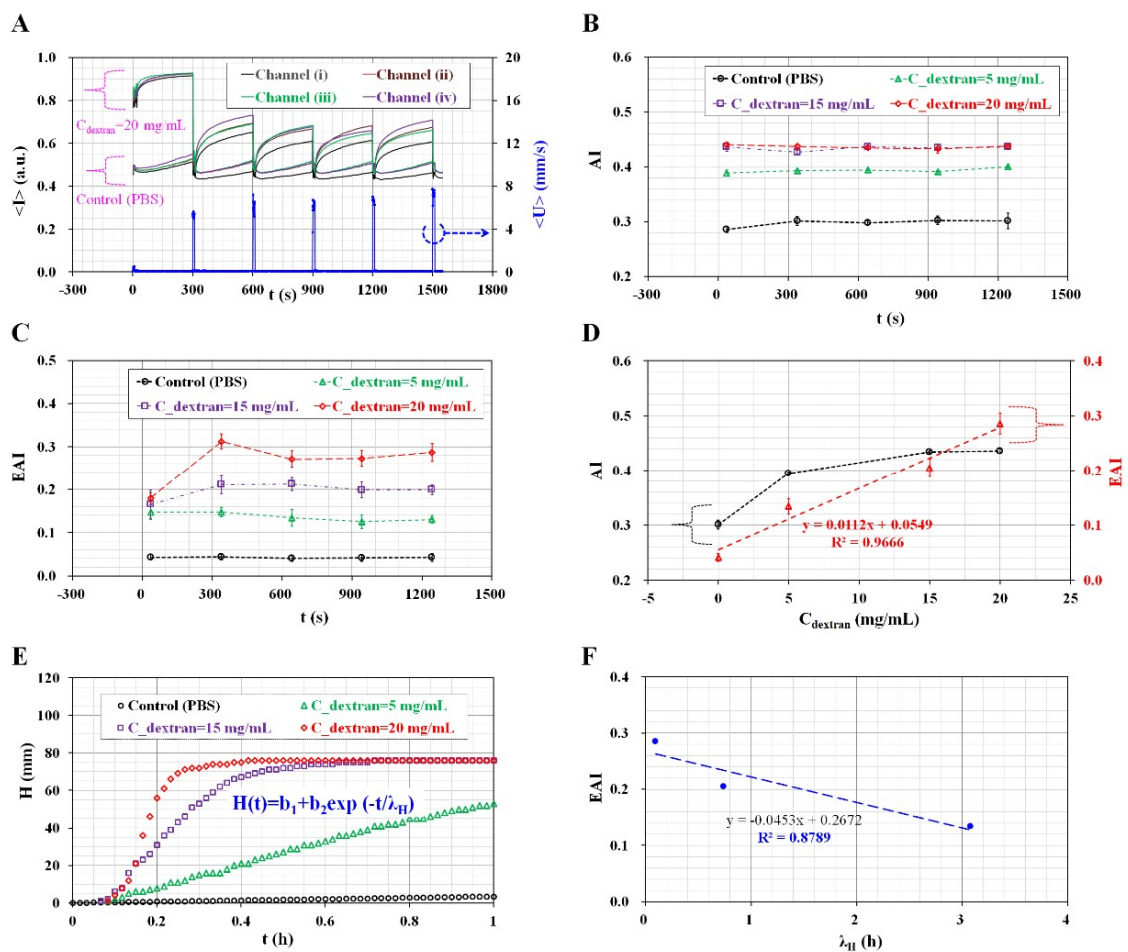 A
<I> (a.u.)
1.0
0.8
0.6
0.4
0.2
0.0
C_dextran=20 mg/mL
Control (PBS)
Channel (i)
Channel (ii)
Channel (iii)
Channel (iv)
20
16
12
8
4
0
<U> (mm/s)
-300
0
300
600
900
1200
1500
1800
t (s)
B
AI
0.6
0.5
0.4
0.3
0.2
Control (PBS)
C_dextran=5 mg/mL
C_dextran=15 mg/mL
C_dextran=20 mg/mL
-300
0
300
600
900
1200
1500
t (s)
C
EAI
0.5
0.4
0.3
0.2
0.1
0.0
Control (PBS)
C_dextran=5 mg/mL
C_dextran=15 mg/mL
C_dextran=20 mg/mL
-300
0
300
600
900
1200
1500
t (s)
D
AI
0.6
0.5
0.4
0.3
0.2
y = 0.0112x + 0.0549
R² = 0.9666
0.4
0.3
0.2
0.1
0.0
EAI
-5
0
5
10
15
20
25
C_dextran (mg/mL)
E
H (mm)
120
100
80
60
40
20
0
Control (PBS)
C_dextran=5 mg/mL
C_dextran=15 mg/mL
C_dextran=20 mg/mL
H(t)=b₁+b₂exp (-t/λ_H)
0
0.2
0.4
0.6
0.8
1
t (h)
F
EAI
0.4
0.3
0.2
0.1
0.0
y = -0.0453x + 0.2672
R² = 0.8789
0
1
2
3
4
λ_H (h)